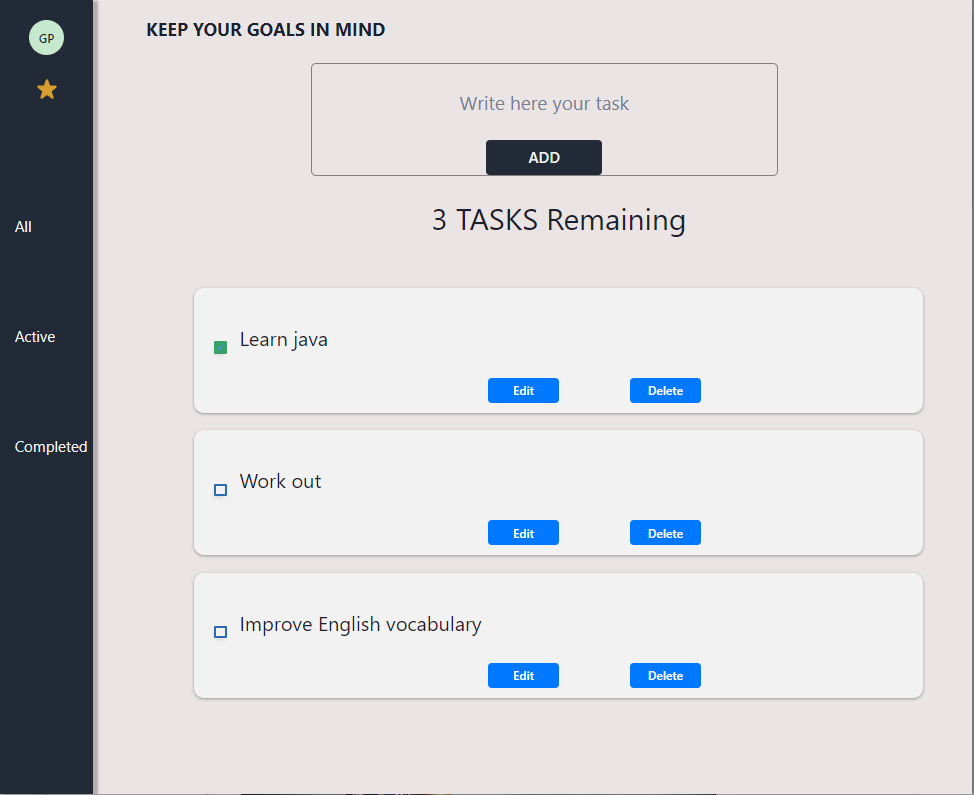 GP
All
Active
Completed
KEEP YOUR GOALS IN MIND
Write here your task
ADD
3 TASKS Remaining
Learn java
Edit
Delete
Work out
Edit
Delete
Improve English vocabulary
Edit
Delete